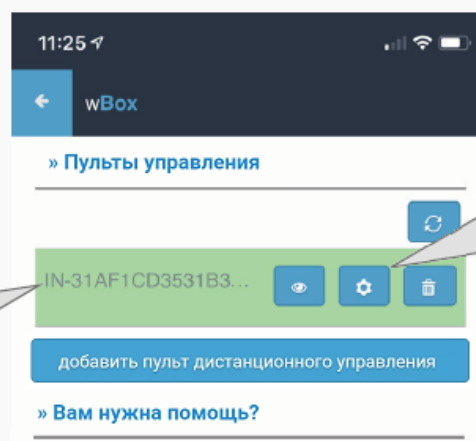 11:25
wBox
» Пульты управления
IN-31AF1CD3531B3...
добавить пульт дистанционного управления
» Вам нужна помощь?